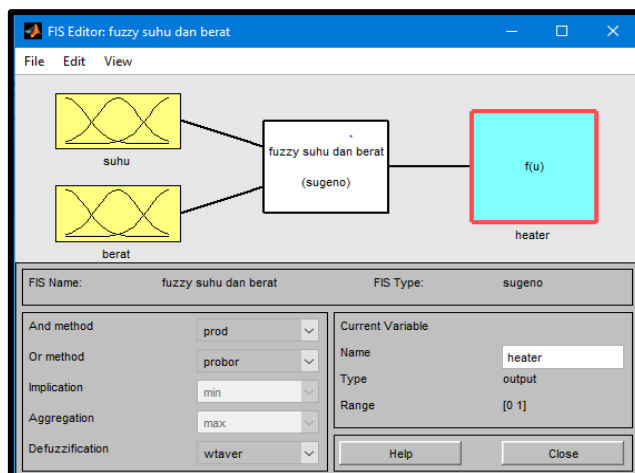 FIS Editor: fuzzy suhu dan berat
File Edit View
suhu
berat
fuzzy suhu dan berat
(sugeno)
f(u)
heater
FIS Name: fuzzy suhu dan berat FIS Type: sugeno
And method prod
Or method probor
Implication min
Aggregation max
Defuzzification wtaver
Current Variable
Name heater
Type output
Range [0 1]
Help Close